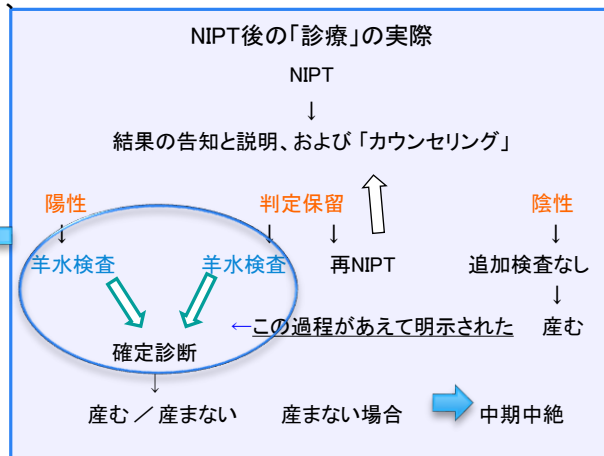 NIPT後の「診療」の実際
NIPT
↓
結果の告知と説明、および「カウンセリング」
陽性 判定保留 陰性
↓ ↓ ↓ ↓
羊水検査 羊水検査 再NIPT 追加検査なし
↓
←この過程があえて明示された 産む
確定診断
↓
産む／産まない 産まない場合 中期中絶